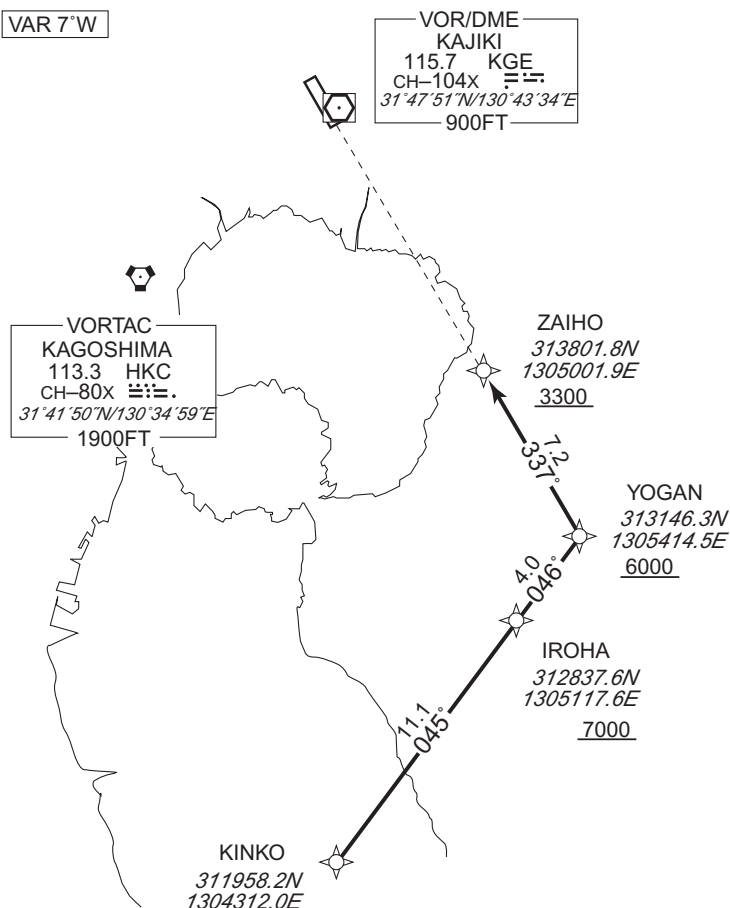 VAR 7°W
VOR/DME
KAJIKI
115.7 KGE
CH–104X
31°47´51˝N/130°43´34˝E
900FT
VORTAC
KAGOSHIMA
113.3 HKC
CH–80X
31°41´50˝N/130°34´59˝E
1900FT
ZAIHO
313801.8N
1305001.9E
3300
7.2
337°
YOGAN
313146.3N
1305414.5E
6000
4.0
046°
IROHA
312837.6N
1305117.6E
7000
11.1
045°
KINKO
311958.2N
1304312.0E